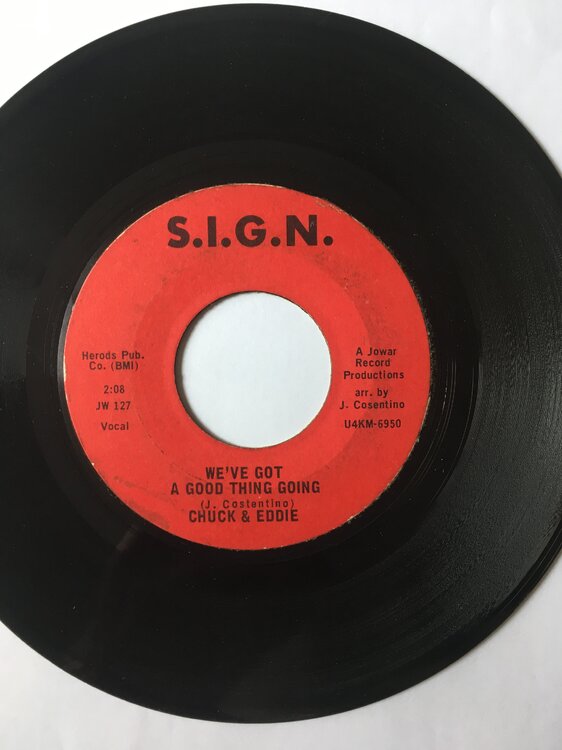 S.I.G.N.
Herods Pub.
Co. (BMI)
2:08
JW 127
Vocal
A Jowar
Record
Productions
arr. by
J. Cosentino
U4KM-6950
WE'VE GOT
A GOOD THING GOING
(J. Costentino)
CHUCK & EDDIE